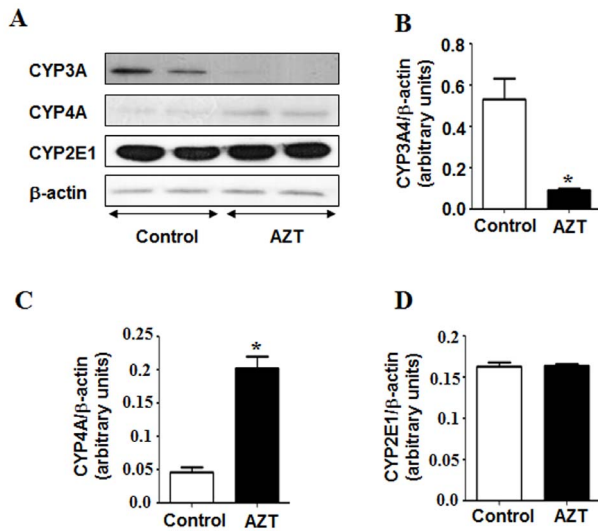 A
CYP3A
CYP4A
CYP2E1
β-actin
Control AZT
B
CYP3A4/β-actin
(arbitrary units)
0.8
0.6
0.4
0.2
0.0
*
Control AZT
C
CYP4A/β-actin
(arbitrary units)
0.25
0.2
0.15
0.1
0.05
0.0
*
Control AZT
D
CYP2E1/β-actin
(arbitrary units)
0.2
0.15
0.1
0.05
0.0
Control AZT